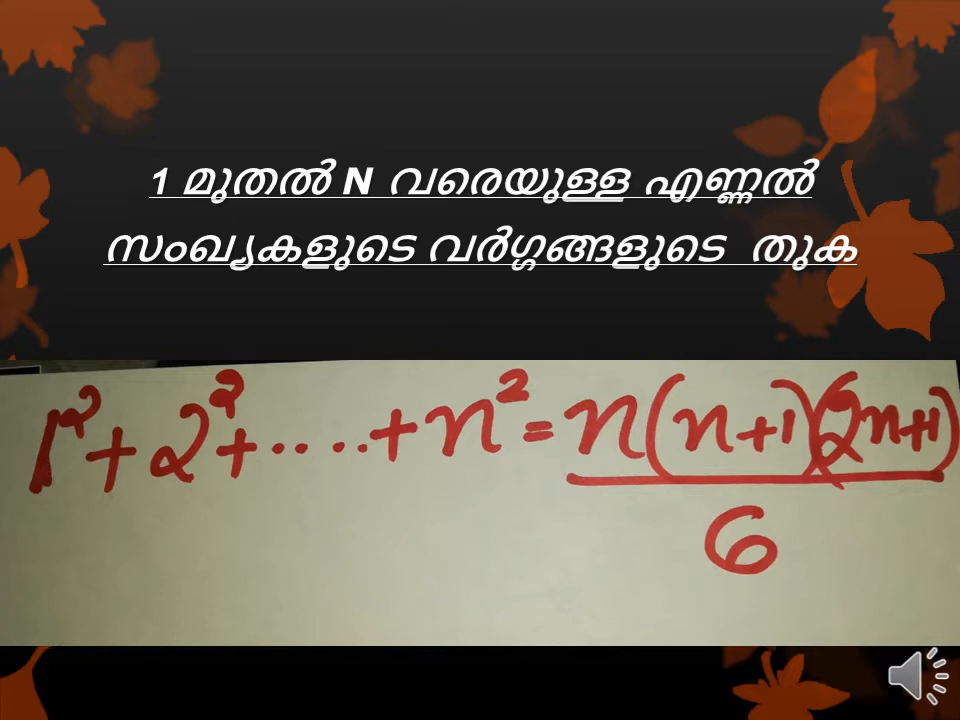 1 മുതൽ N വരെയുള്ള എണ്ണൽ
സംഖ്യകളുടെ വർഗ്ഗങ്ങളുടെ തുക
1² + 2² + .... + n² = n(n+1)(2n+1)
6